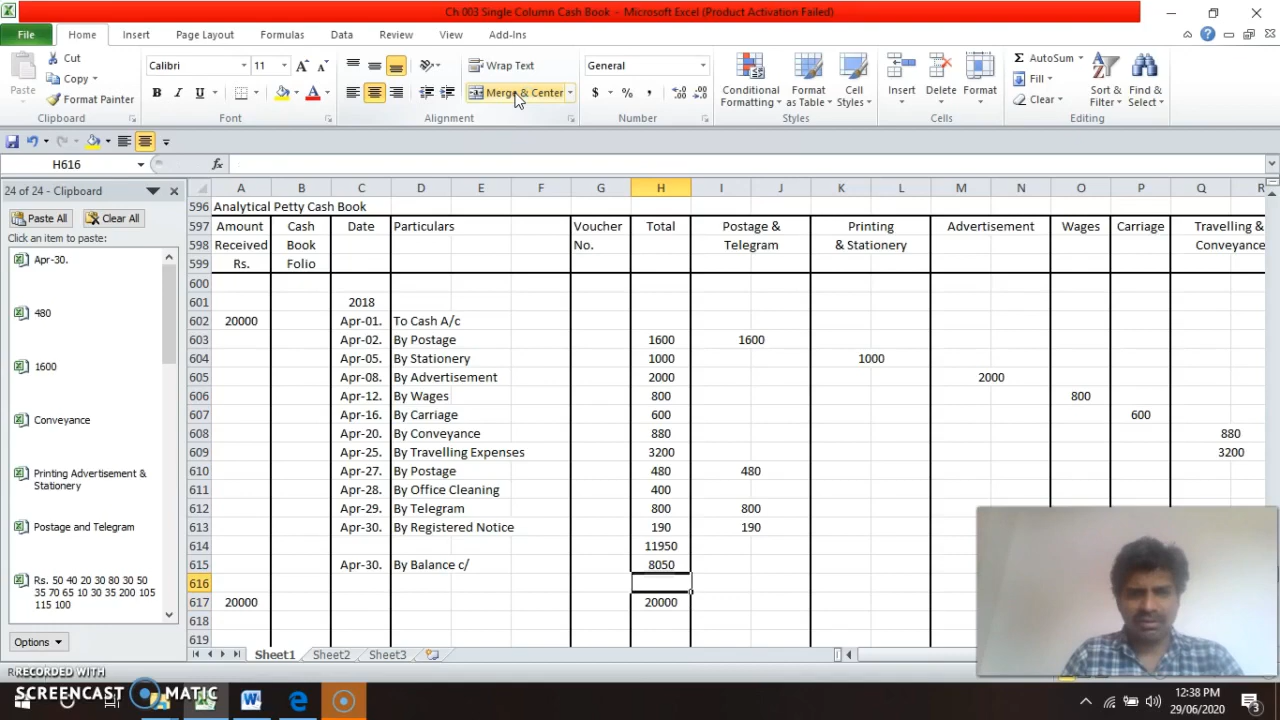 Ch 003 Single Column Cash Book - Microsoft Excel (Product Activation Failed)
File Home Insert Page Layout Formulas Data Review View Add-Ins
Cut
Copy
Format Painter
Paste
Clipboard
Calibri 11
B I U A
Font
Wrap Text
Merge & Center
Alignment
General
$ % ,
Number
Conditional Formatting
Format as Table
Cell Styles
Styles
Insert Delete Format
Cells
AutoSum
Fill
Clear
Sort & Filter
Find & Select
Editing
H616 fx
24 of 24 - Clipboard
Paste All Clear All
Click an item to paste:
Apr-30.
480
1600
Conveyance
Printing Advertisement & Stationery
Postage and Telegram
Rs. 50 40 20 30 80 30 50
35 70 65 10 30 35 200 105
115 100
Options
A B C D E F G H I J K L M N O P Q R
596 Analytical Petty Cash Book
597 Amount Cash Date Particulars Voucher Total Postage & Printing Advertisement Wages Carriage Travelling &
598 Received Book No. Telegram & Stationery Conveyance
599 Rs. Folio
600
601 2018
602 20000 Apr-01. To Cash A/c
603 Apr-02. By Postage 1600 1600
604 Apr-05. By Stationery 1000 1000
605 Apr-08. By Advertisement 2000 2000
606 Apr-12. By Wages 800 800
607 Apr-16. By Carriage 600 600
608 Apr-20. By Conveyance 880 880
609 Apr-25. By Travelling Expenses 3200 3200
610 Apr-27. By Postage 480 480
611 Apr-28. By Office Cleaning 400
612 Apr-29. By Telegram 800 800
613 Apr-30. By Registered Notice 190 190
614 11950
615 Apr-30. By Balance c/ 8050
616
617 20000 20000
618
619
Sheet1 Sheet2 Sheet3
RECORDED WITH
SCREENCAST MATIC
12:38 PM
29/06/2020
3